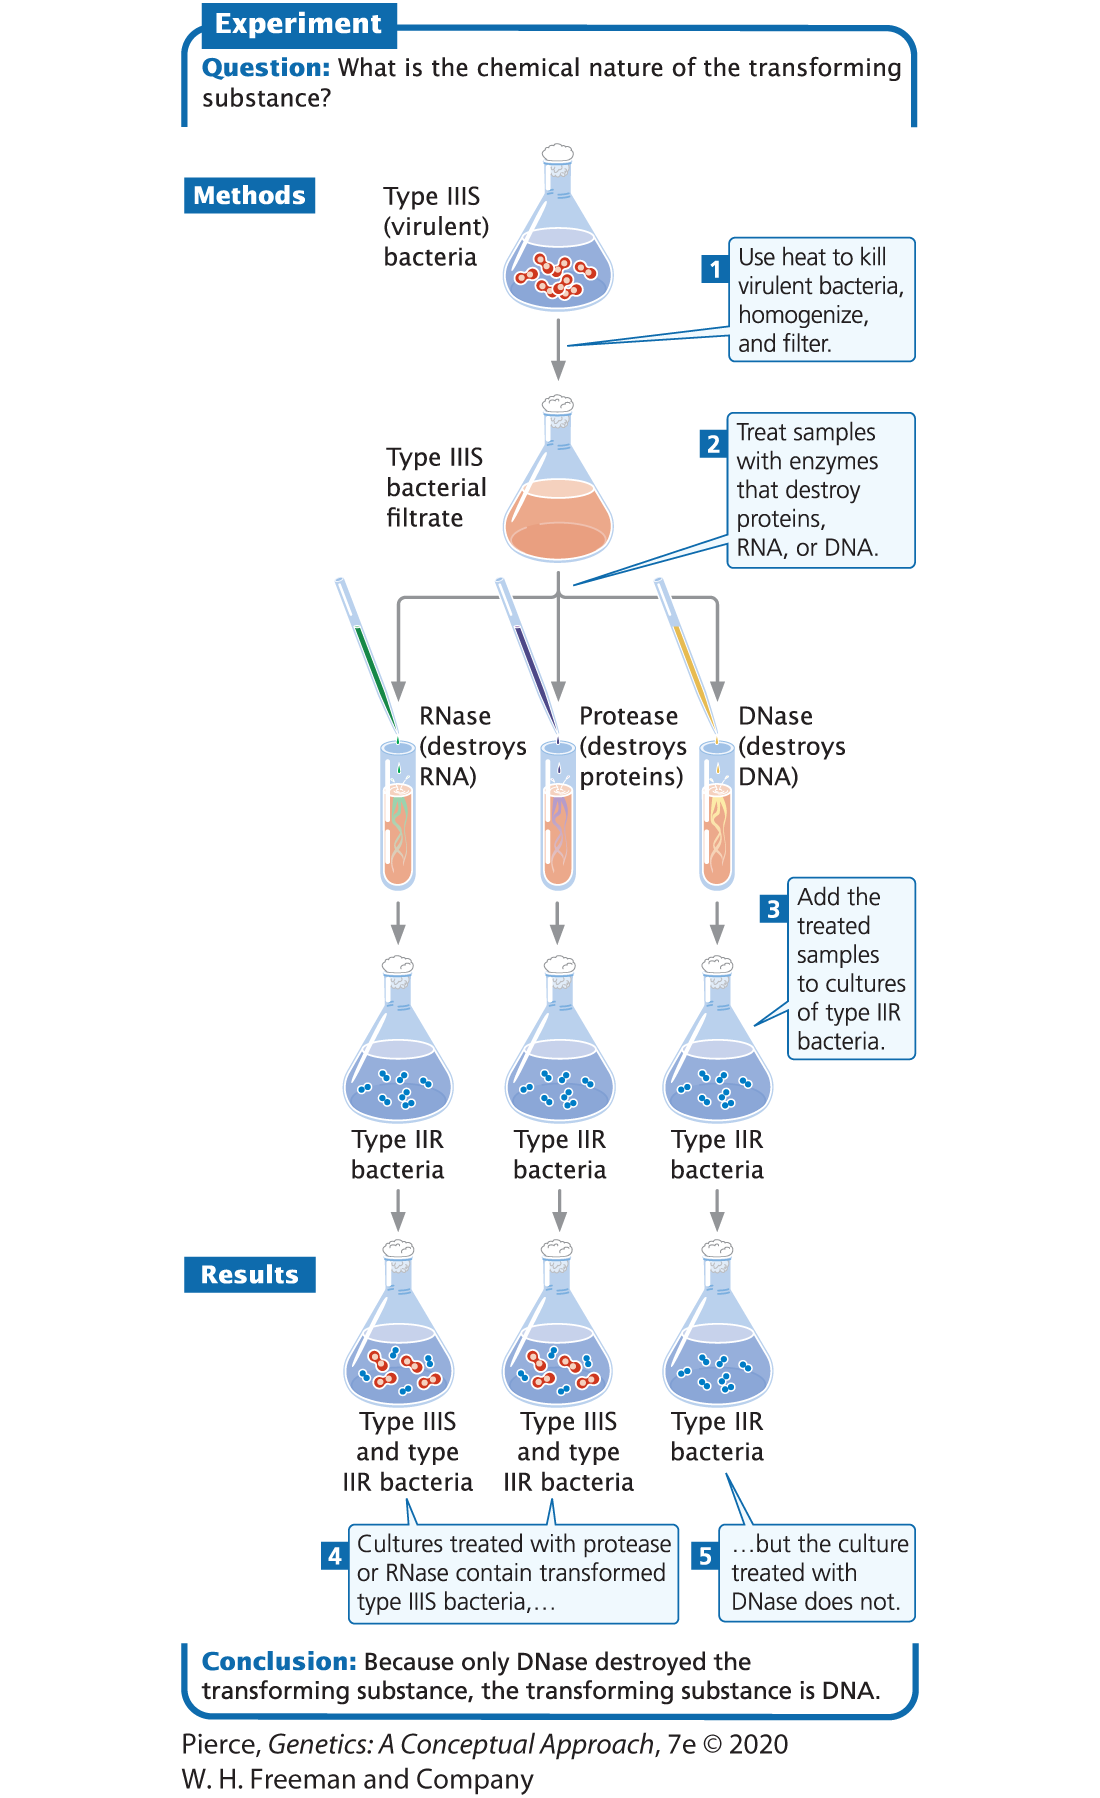 Experiment
Question: What is the chemical nature of the transforming
substance?
Methods
Type IIIS
(virulent)
bacteria
1
Use heat to kill
virulent bacteria,
homogenize,
and filter.
Type IIIS
bacterial
filtrate
2
Treat samples
with enzymes
that destroy
proteins,
RNA, or DNA.
RNase
(destroys
RNA)
Protease
(destroys
proteins)
DNase
(destroys
DNA)
3
Add the
treated
samples
to cultures
of type IIR
bacteria.
Type IIR
bacteria
Type IIR
bacteria
Type IIR
bacteria
Results
Type IIIS
and type
IIR bacteria
Type IIIS
and type
IIR bacteria
Type IIR
bacteria
4
Cultures treated with protease
or RNase contain transformed
type IIIS bacteria,…
5
…but the culture
treated with
DNase does not.
Conclusion: Because only DNase destroyed the
transforming substance, the transforming substance is DNA.
Pierce, Genetics: A Conceptual Approach, 7e © 2020
W. H. Freeman and Company